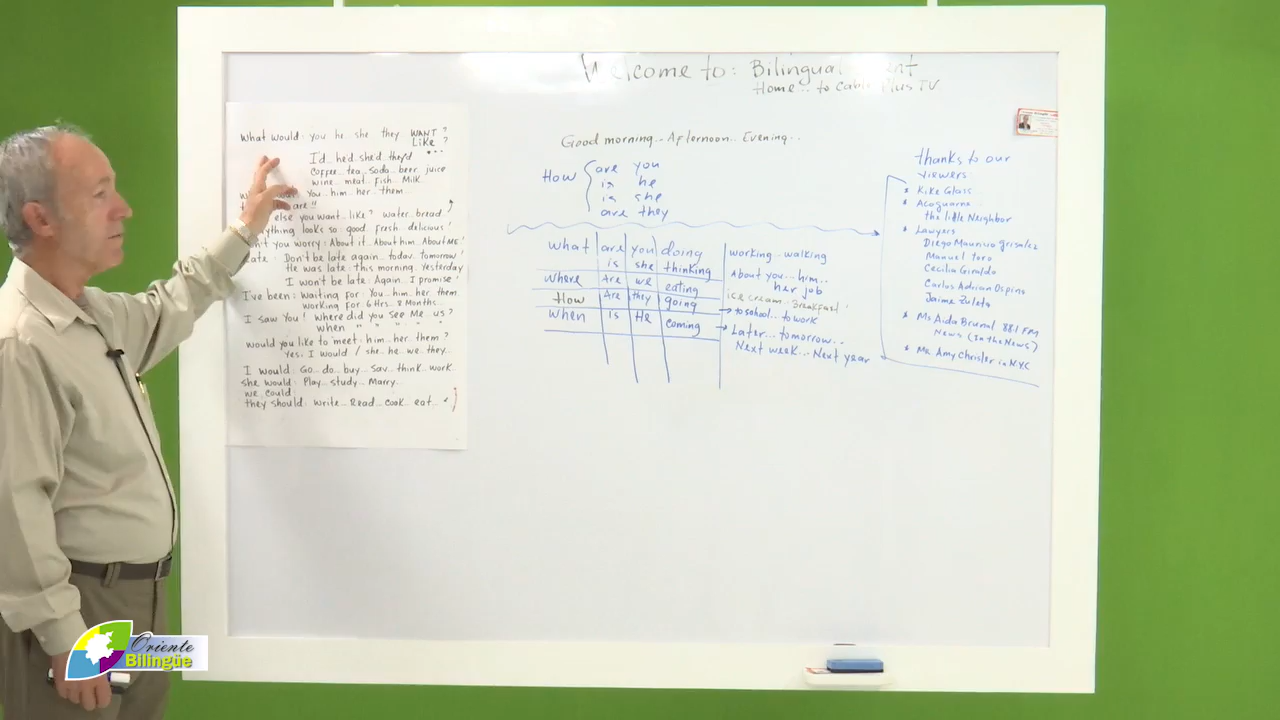 Welcome to: Bilingual
Home... to Cable Plus TV
What would: you he she they WANT?
Like?
I'd.. he'd.. she'd.. they'd ...
coffee.. tea.. soda.. beer.. juice
wine.. meat.. Fish.. Milk..
You.. him.. her.. them...
are!!
else you want.. like? water.. bread..?
everything looks so: good.. Fresh.. delicious!
Don't you worry: About it.. About him.. About ME!
Late: Don't be late again.. today.. tomorrow!
He was late: this morning.. Yesterday
I won't be late: Again.. I promise!
I've been: waiting for You.. him.. her.. them..
Working For 6 Hrs.. 8 Months...
I saw You! Where did you see Me.. us?
when " " " " ?
would you like to meet: him.. her.. them?
Yes, I would / she.. he.. we.. they...
I would: Go.. do.. buy.. say.. think.. work..
she would: Play.. study.. Marry...
we could:
they should: write.. Read.. cook.. eat..
Good morning.. Afternoon.. Evening..
How are you
is he
is she
are they
what are you doing working.. walking
is she thinking About you... him..
her job
where Are we eating ice cream.. Breakfast
How Are they going to school.. to work
when is He coming Later... tomorrow..
Next week... Next year
thanks to our
viewers:
* Kike Glass
* Acoguarne
the little Neighbor
* Lawyers
Diego Mauricio Grisalez
Manuel toro
Cecilia Giraldo
Carlos Adrian Ospina
Jaime Zuleta
* Ms Aida Brunal 88.1 FM
News (In the News)
* Ms. Amy Chrisler in N.Y.C
Oriente
Bilingüe